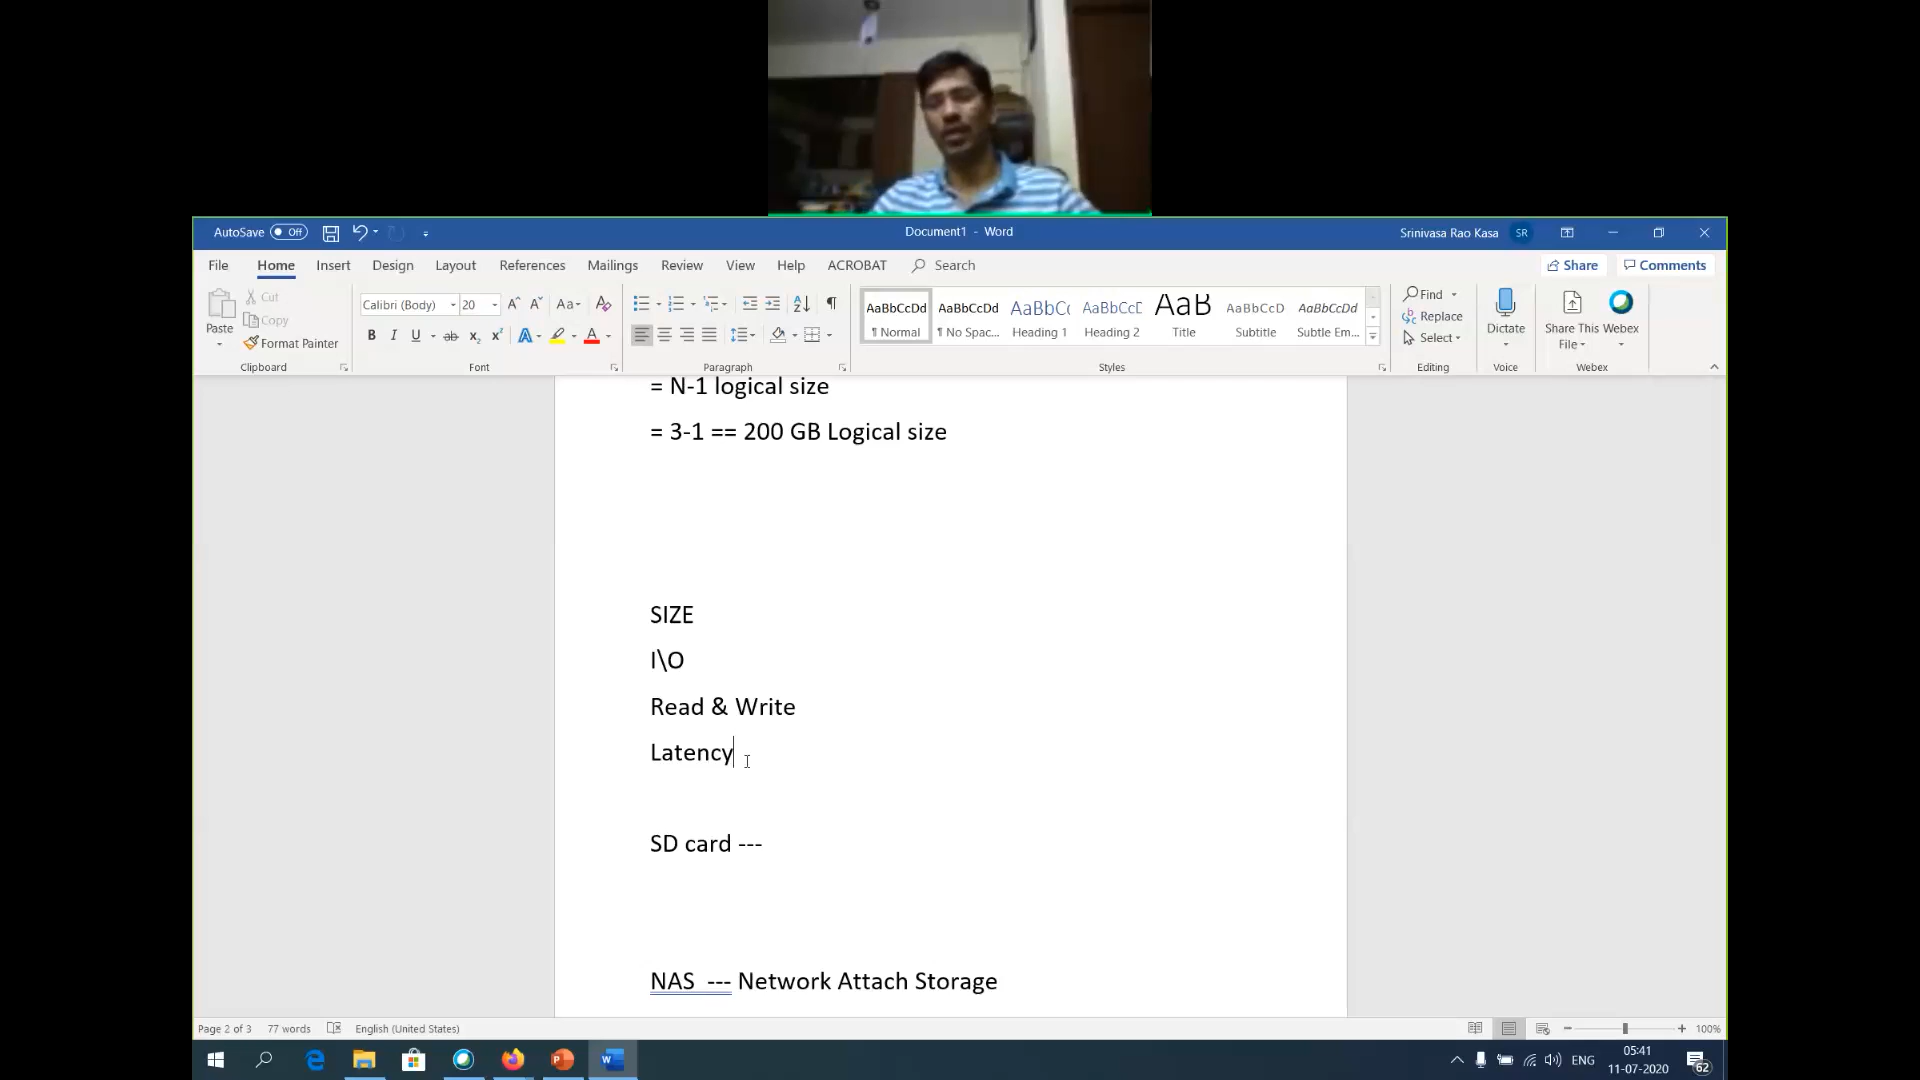 AutoSave Off
Document1 - Word
Srinivasa Rao Kasa SR
File Home Insert Design Layout References Mailings Review View Help ACROBAT Search
Share Comments
Paste
Cut
Copy
Format Painter
Clipboard
Calibri (Body) 20
Font
Paragraph
AaBbCcDd AaBbCcDd AaBbCc AaBbCcD AaB AaBbCcD AaBbCcDd
¶ Normal ¶ No Spac... Heading 1 Heading 2 Title Subtitle Subtle Em...
Styles
Find
Replace
Select
Editing
Dictate
Voice
Share This File Webex
Webex
= N-1 logical size
= 3-1 == 200 GB Logical size
SIZE
I\O
Read & Write
Latency
SD card ---
NAS --- Network Attach Storage
Page 2 of 3 77 words English (United States) 100%
ENG 05:41
11-07-2020 62